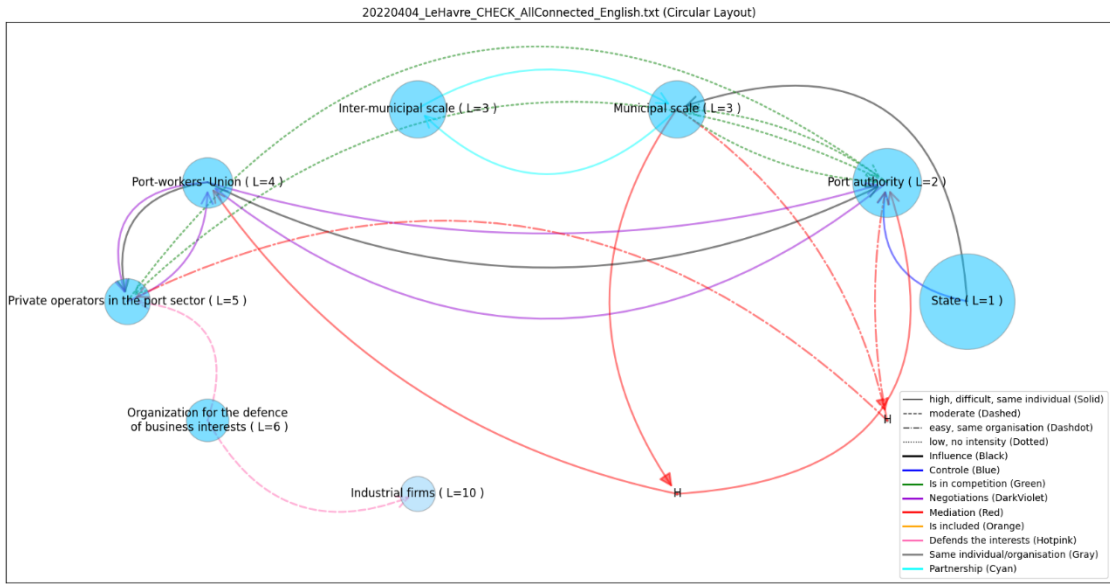 20220404_LeHavre_CHECK_AllConnected_English.txt (Circular Layout)
Inter-municipal scale ( L=3 )
Municipal scale ( L=3 )
Port-workers' Union ( L=4 )
Port authority ( L=2 )
Private operators in the port sector ( L=5 )
State ( L=1 )
Organization for the defence
of business interests ( L=6 )
H
Industrial firms ( L=10 )
H
high, difficult, same individual (Solid)
moderate (Dashed)
easy, same organisation (Dashdot)
low, no intensity (Dotted)
Influence (Black)
Controle (Blue)
Is in competition (Green)
Negotiations (DarkViolet)
Mediation (Red)
Is included (Orange)
Defends the interests (Hotpink)
Same individual/organisation (Gray)
Partnership (Cyan)